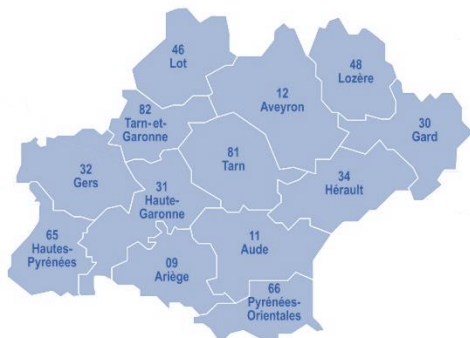 46
Lot
48
Lozère
12
Aveyron
82
Tarn-et-
Garonne
30
Gard
81
Tarn
32
Gers
34
Hérault
31
Haute-
Garonne
65
Hautes-
Pyrénées
11
Aude
09
Ariège
66
Pyrénées-
Orientales